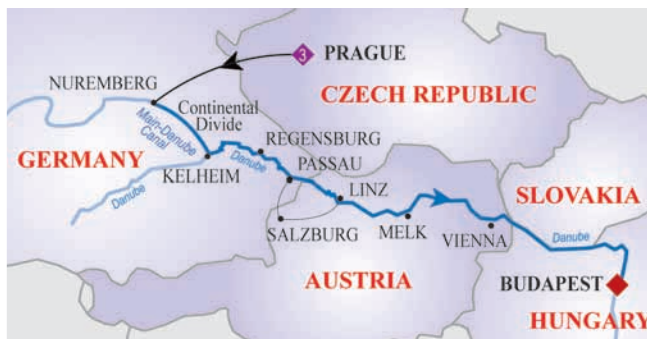 3
PRAGUE
NUREMBERG
CZECH REPUBLIC
Continental
Divide
Main-Danube
Canal
REGENSBURG
GERMANY
Danube
PASSAU
KELHEIM
Danube
LINZ
SLOVAKIA
SALZBURG
MELK
VIENNA
Danube
AUSTRIA
BUDAPEST
HUNGARY